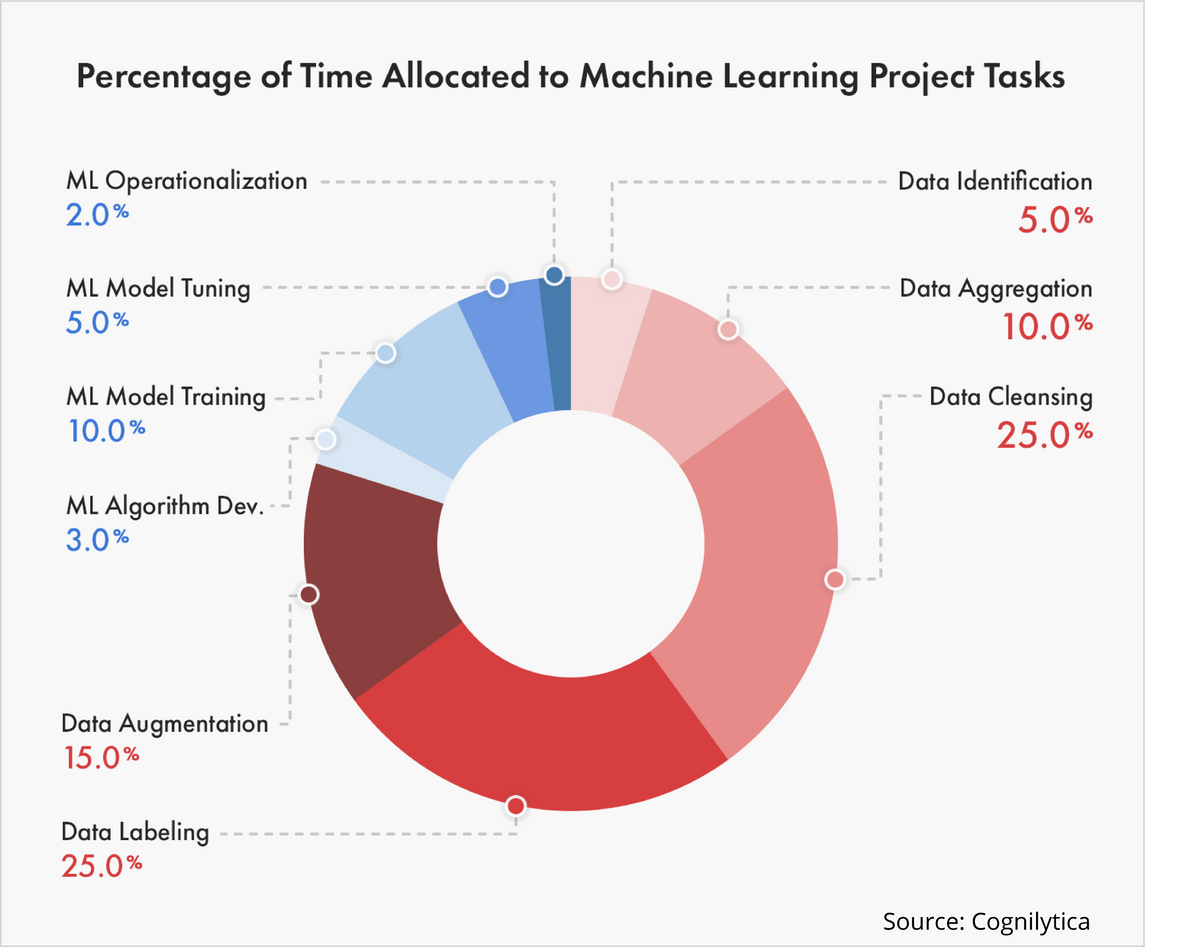 Percentage of Time Allocated to Machine Learning Project Tasks
ML Operationalization
2.0%
ML Model Tuning
5.0%
ML Model Training
10.0%
ML Algorithm Dev.
3.0%
Data Augmentation
15.0%
Data Labeling
25.0%
Data Identification
5.0%
Data Aggregation
10.0%
Data Cleansing
25.0%
Source: Cognilytica